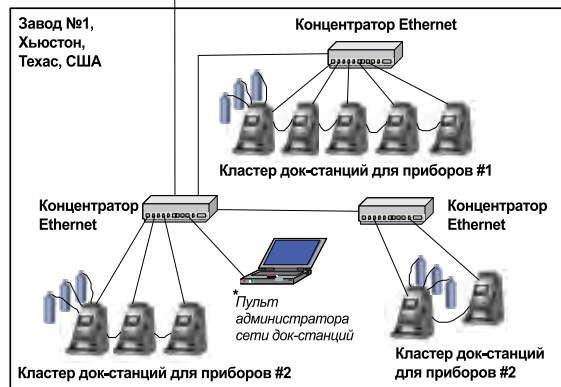 Завод №1,
Хьюстон,
Техас, США
Концентратор Ethernet
Кластер док-станций для приборов #1
Концентратор
Ethernet
Концентратор
Ethernet
*
Пульт
администратора
сети док-станций
Кластер док-станций для приборов #2
Кластер док-станций
для приборов #2